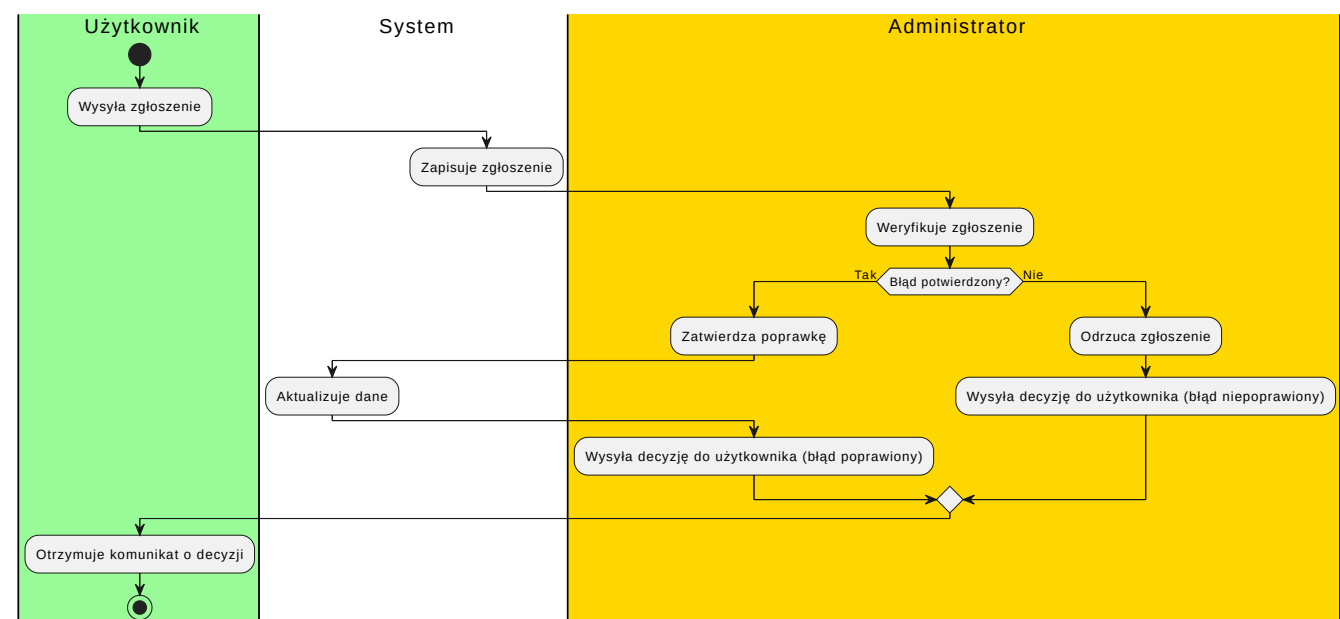 Użytkownik
System
Administrator
Wysyła zgłoszenie
Zapisuje zgłoszenie
Weryfikuje zgłoszenie
Tak
Błąd potwierdzony?
Nie
Zatwierdza poprawkę
Odrzuca zgłoszenie
Aktualizuje dane
Wysyła decyzję do użytkownika (błąd niepoprawiony)
Wysyła decyzję do użytkownika (błąd poprawiony)
Otrzymuje komunikat o decyzji